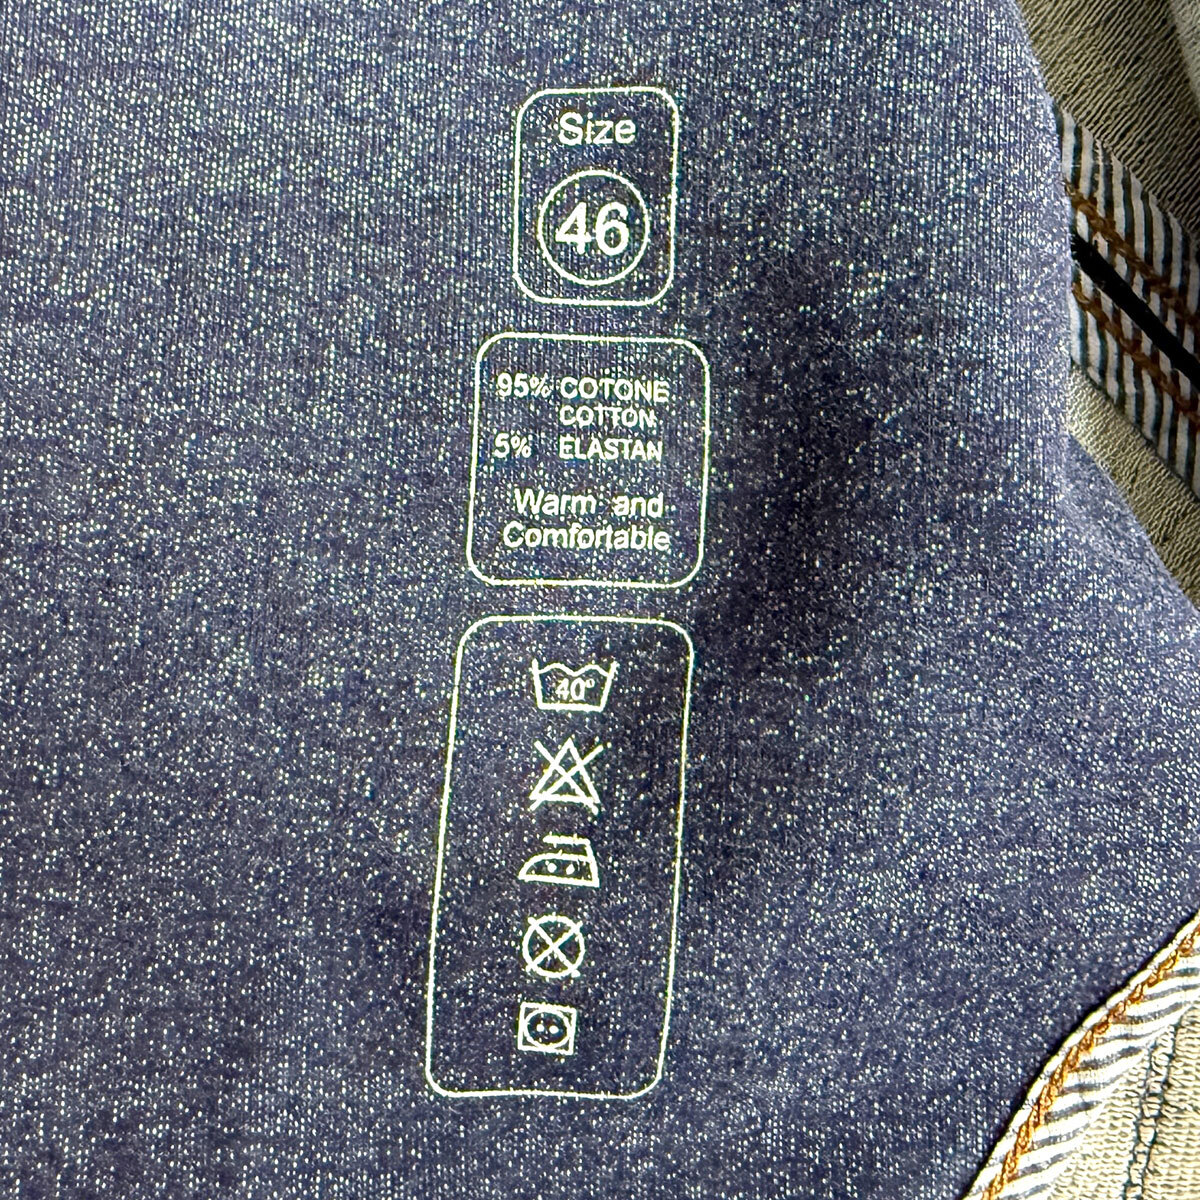 Size
46
95% COTONE
COTTON
5% ELASTAN
Warm and
Comfortable
40°